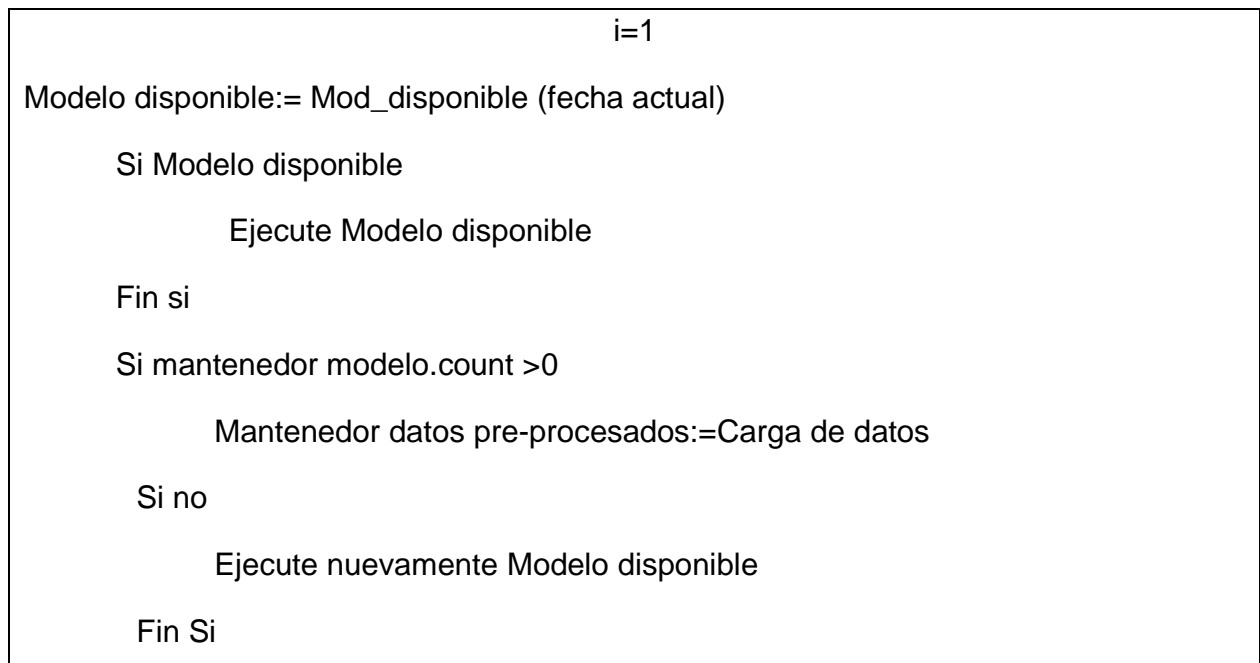 i=1
Modelo disponible:= Mod_disponible (fecha actual)
Si Modelo disponible
Ejecute Modelo disponible
Fin si
Si mantenedor modelo.count >0
Mantenedor datos pre-procesados:=Carga de datos
Si no
Ejecute nuevamente Modelo disponible
Fin Si